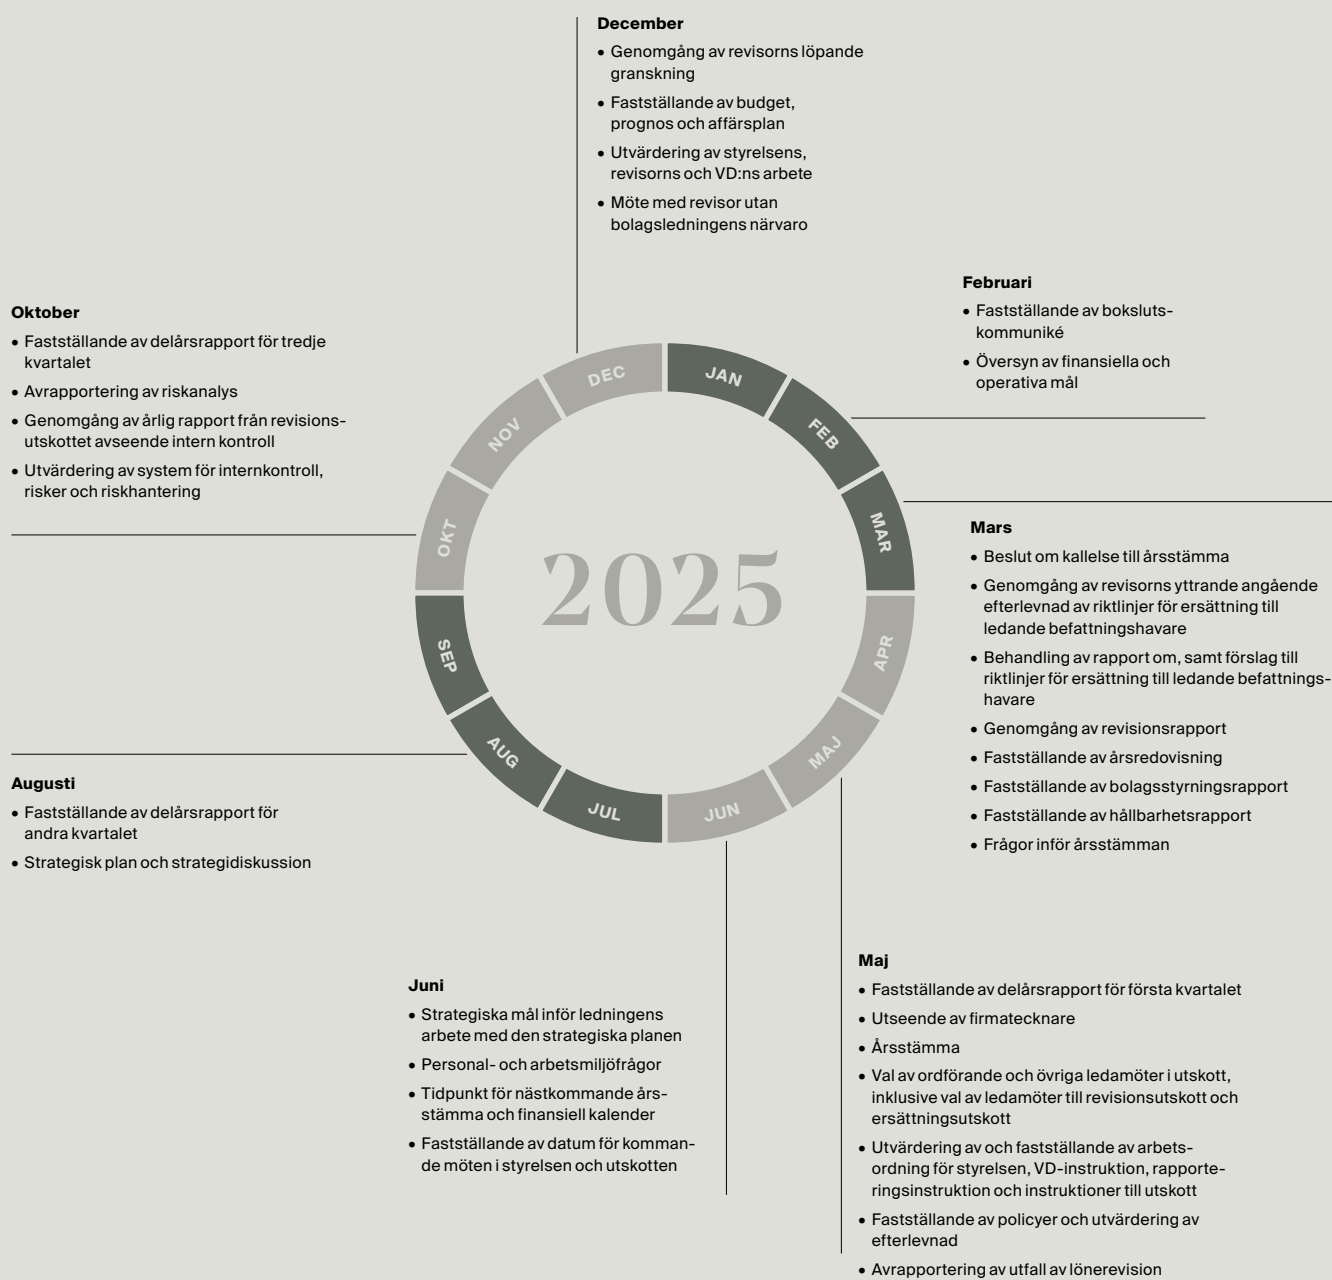 December
• Genomgång av revisorns löpande
granskning
• Fastställande av budget,
prognos och affärsplan
• Utvärdering av styrelsens,
revisorns och VD:ns arbete
• Möte med revisor utan
bolagsledningens närvaro
Februari
• Fastställande av boksluts-
kommuniké
• Översyn av finansiella och
operativa mål
Oktober
• Fastställande av delårsrapport för tredje
kvartalet
• Avrapportering av riskanalys
• Genomgång av årlig rapport från revisions-
utskottet avseende intern kontroll
• Utvärdering av system för internkontroll,
risker och riskhantering
JAN
FEB
MAR
APR
MAJ
JUN
JUL
AUG
SEP
OKT
NOV
DEC
2025
Mars
• Beslut om kallelse till årsstämma
• Genomgång av revisorns yttrande angående
efterlevnad av riktlinjer för ersättning till
ledande befattningshavare
• Behandling av rapport om, samt förslag till
riktlinjer för ersättning till ledande befattnings-
havare
• Genomgång av revisionsrapport
• Fastställande av årsredovisning
• Fastställande av bolagsstyrningsrapport
• Fastställande av hållbarhetsrapport
• Frågor inför årsstämman
Augusti
• Fastställande av delårsrapport för
andra kvartalet
• Strategisk plan och strategidiskussion
Juni
• Strategiska mål inför ledningens
arbete med den strategiska planen
• Personal- och arbetsmiljöfrågor
• Tidpunkt för nästkommande års-
stämma och finansiell kalender
• Fastställande av datum för komman-
de möten i styrelsen och utskotten
Maj
• Fastställande av delårsrapport för första kvartalet
• Utseende av firmatecknare
• Årsstämma
• Val av ordförande och övriga ledamöter i utskott,
inklusive val av ledamöter till revisionsutskott och
ersättningsutskott
• Utvärdering av och fastställande av arbets-
ordning för styrelsen, VD-instruktion, rapporte-
ringsinstruktion och instruktioner till utskott
• Fastställande av policyer och utvärdering av
efterlevnad
• Avrapportering av utfall av lönerevision